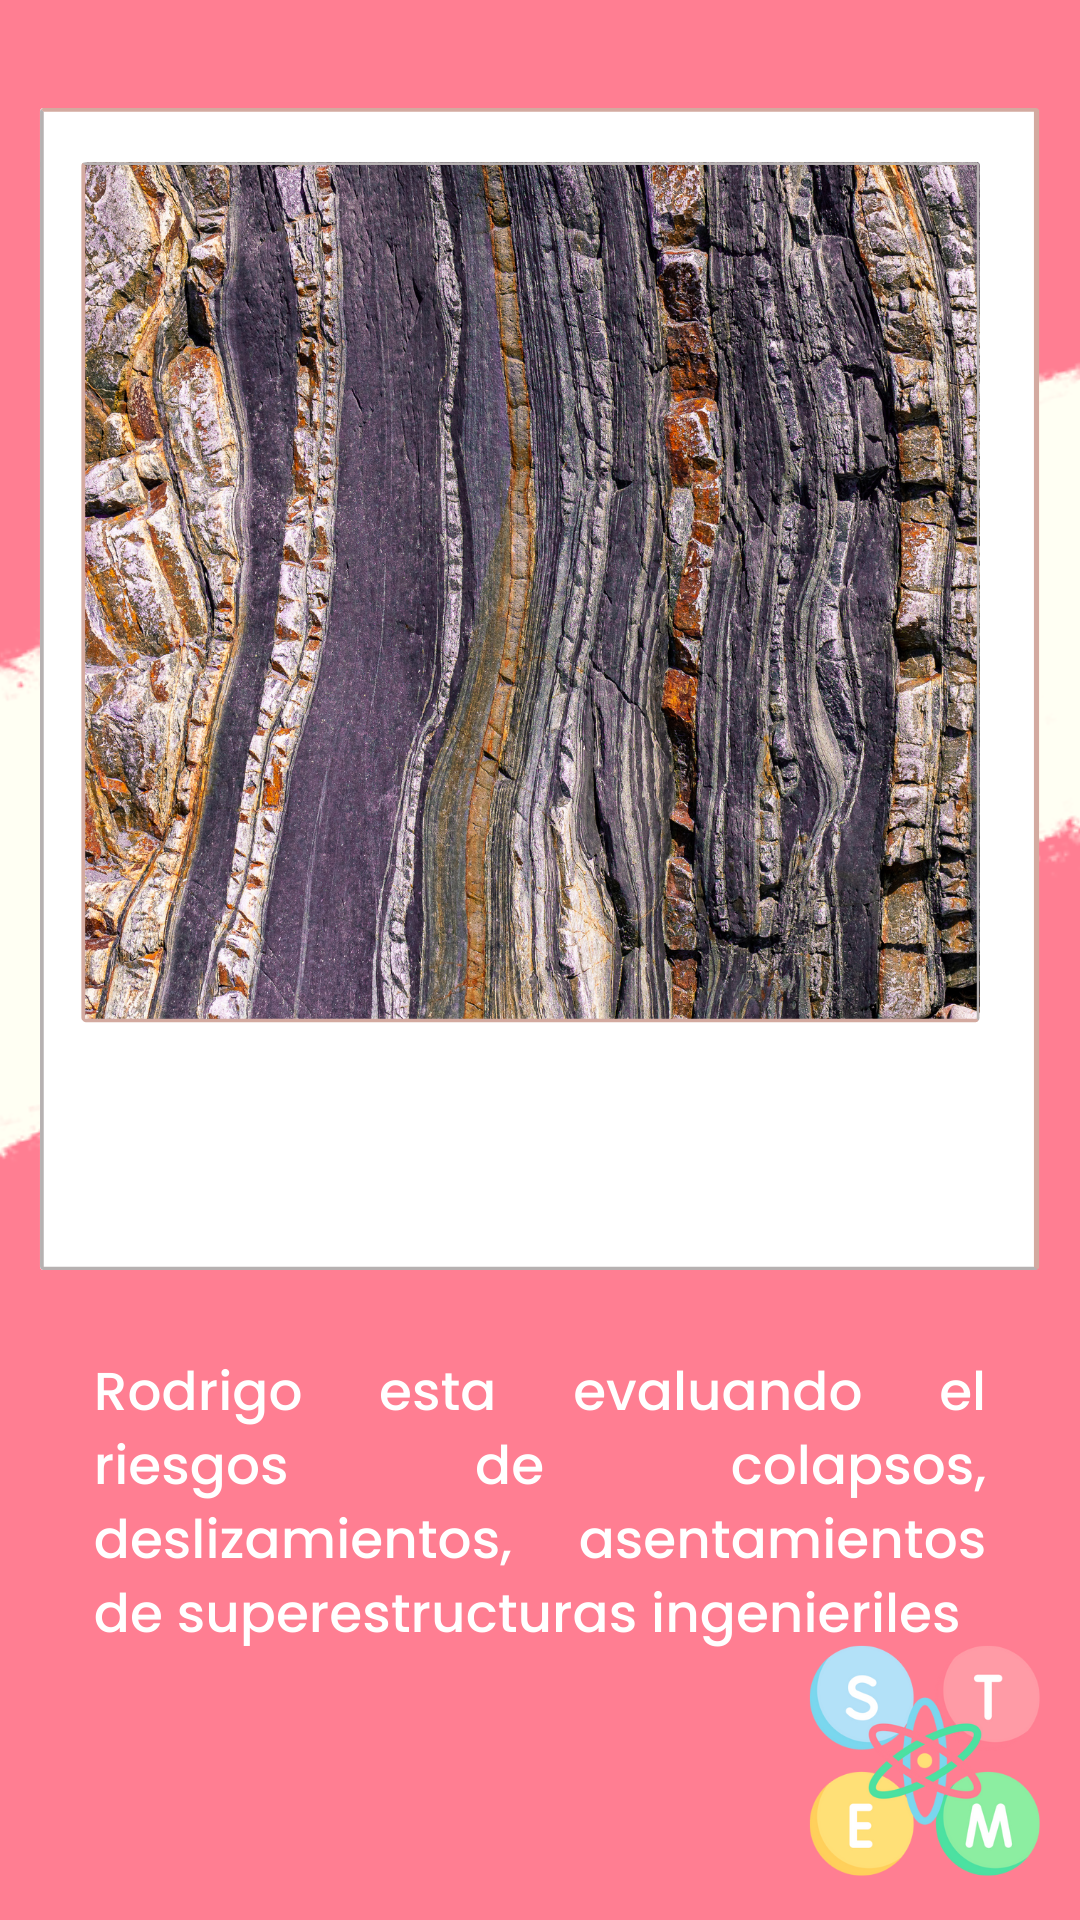 Rodrigo esta evaluando el
riesgos de colapsos,
deslizamientos, asentamientos
de superestructuras ingenieriles
S T
E M